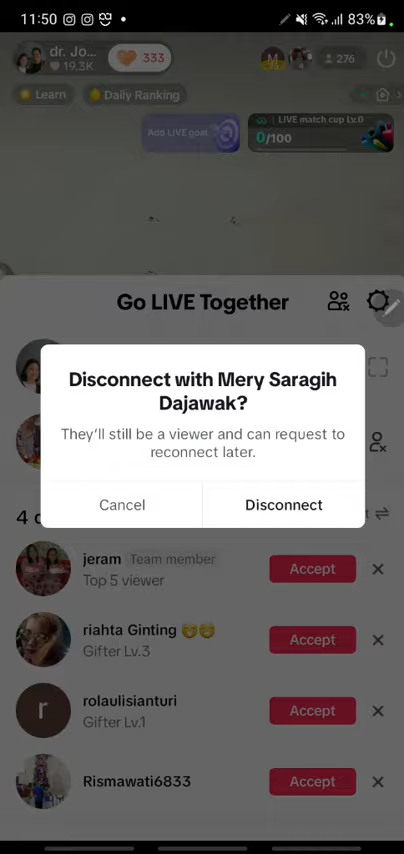 11:50
83%
dr. Jo...
19.3K
333
276
Learn
Daily Ranking
Add LIVE goal
LIVE match cup Lv.0
0/100
Go LIVE Together
Disconnect with Mery Saragih
Dajawak?
They'll still be a viewer and can request to
reconnect later.
Cancel
Disconnect
jeram Team member
Top 5 viewer
Accept
riahta Ginting
Gifter Lv.3
Accept
r
rolaulisianturi
Gifter Lv.1
Accept
Rismawati6833
Accept